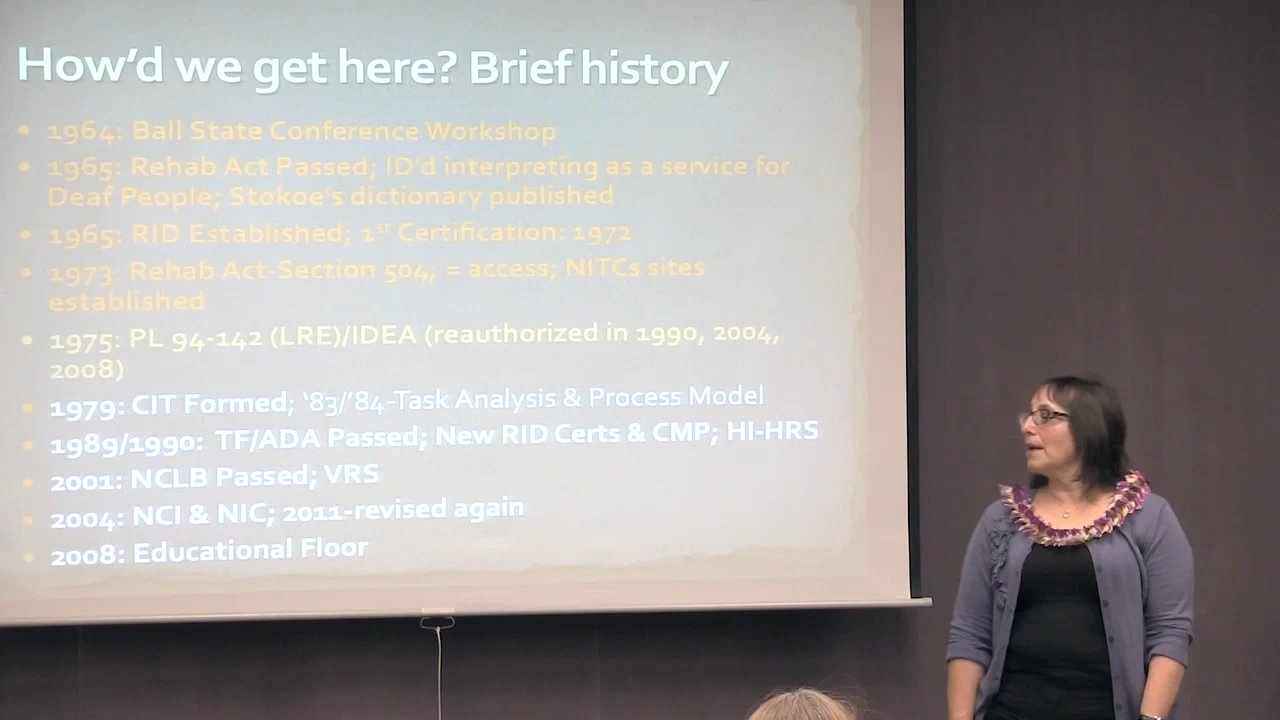 How'd we get here? Brief history
• 1964: Ball State Conference Workshop
• 1965: Rehab Act Passed; ID'd interpreting as a service for
Deaf People; Stokoe's dictionary published
• 1965: RID Established; 1st Certification: 1972
• 1973: Rehab Act-Section 504; = access; NITCs sites
established
• 1975: PL 94-142 (LRE)/IDEA (reauthorized in 1990, 2004,
2008)
• 1979: CIT Formed; '83/'84-Task Analysis & Process Model
• 1989/1990: TF/ADA Passed; New RID Certs & CMP; HI-HRS
• 2001: NCLB Passed; VRS
• 2004: NCI & NIC; 2011-revised again
• 2008: Educational Floor